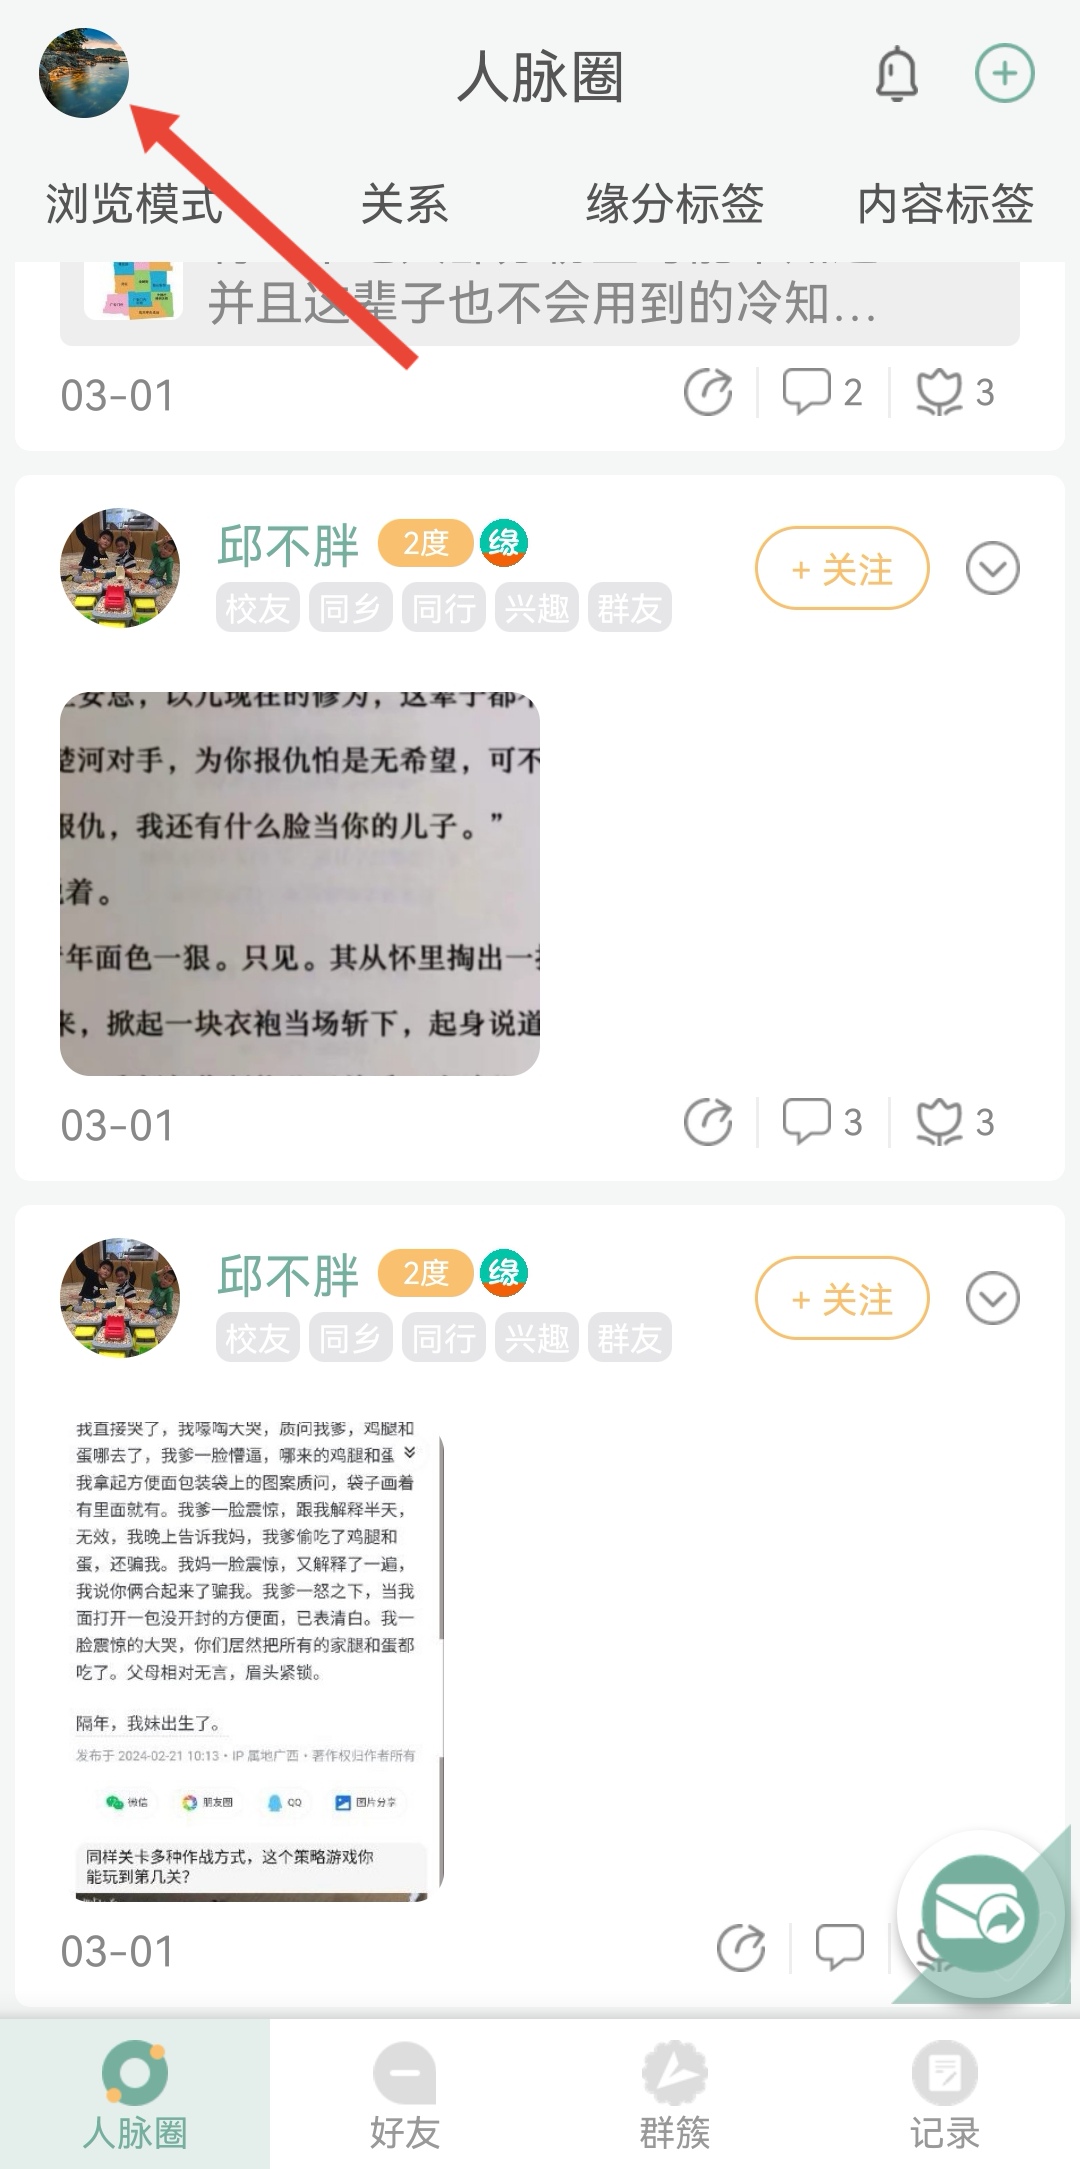 人脉圈
浏览模式 关系 缘分标签 内容标签
并且这辈子也不会用到的冷知...
03-01 2 3
邱不胖 2度 缘 + 关注
校友 同乡 同行 兴趣 群友
楚河对手，为你报仇怕是无希望，可不
报仇，我还有什么脸当你的儿子。”
着。
年面色一狠。只见。其从怀里掏出一
来，掀起一块衣袍当场斩下，起身说道
03-01 3 3
邱不胖 2度 缘 + 关注
校友 同乡 同行 兴趣 群友
我直接哭了，我嚎啕大哭，质问我爹，鸡腿和
蛋哪去了，我爹一脸懵逼，哪来的鸡腿和蛋
我拿起方便面包装袋上的图案质问，袋子画着
有里面就有。我爹一脸震惊，跟我解释半天，
无效，我晚上告诉我妈，我爹偷吃了鸡腿和
蛋，还骗我。我妈一脸震惊，又解释了一遍，
我说你俩合起来了骗我。我爹一怒之下，当我
面打开一包没开封的方便面，已表清白。我一
脸震惊的大哭，你们居然把所有的家腿和蛋都
吃了。父母相对无言，眉头紧锁。
隔年，我妹出生了。
发布于 2024-02-21 10:13・IP 属地广西・著作权归作者所有
微信 朋友圈 QQ 图片分享
同样关卡多种作战方式，这个策略游戏你
能玩到第几关？
03-01
人脉圈 好友 群簇 记录